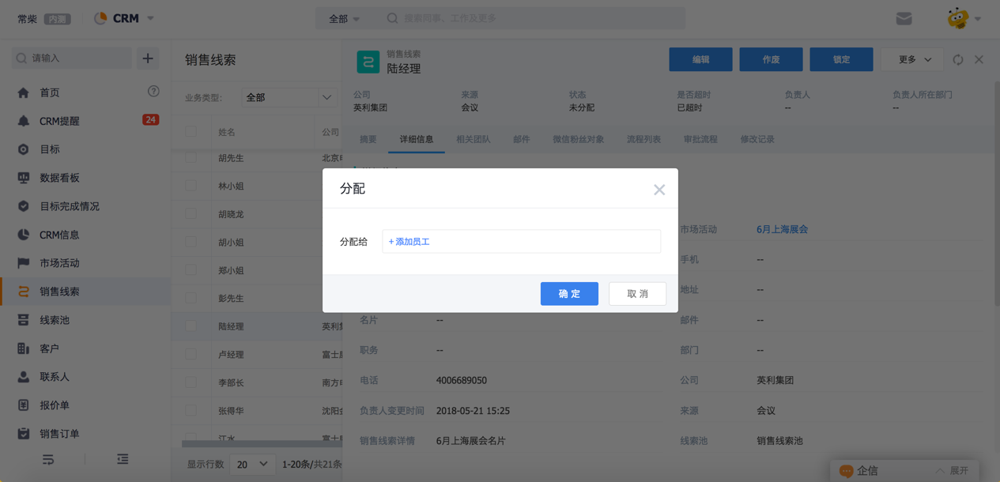 常柴 内测 CRM
全部 搜索同事、工作及更多
请输入
首页
CRM提醒 24
目标
数据看板
目标完成情况
CRM信息
市场活动
销售线索
线索池
客户
联系人
报价单
销售订单
销售线索
业务类型: 全部
姓名 公司
胡先生 北京
林小姐
胡晓龙
胡小姐
郑小姐
彭先生
陆经理 英利
卢经理 富士
李部长 南方
张得华 沈阳
江水 富士
显示行数 20 1-20条/共21条
销售线索
陆经理
编辑 作废 锁定 更多
公司 来源 状态 是否超时 负责人 负责人所在部门
英利集团 会议 未分配 已超时 -- --
摘要 详细信息 相关团队 邮件 微信粉丝对象 流程列表 审批流程 修改记录
分配
分配给 +添加员工
确定 取消
市场活动 6月上海展会
手机 --
地址 --
名片 -- 邮件 --
职务 -- 部门 --
电话 4006689050 公司 英利集团
负责人变更时间 2018-05-21 15:25 来源 会议
销售线索详情 6月上海展会名片 线索池 销售线索池
企信 展开